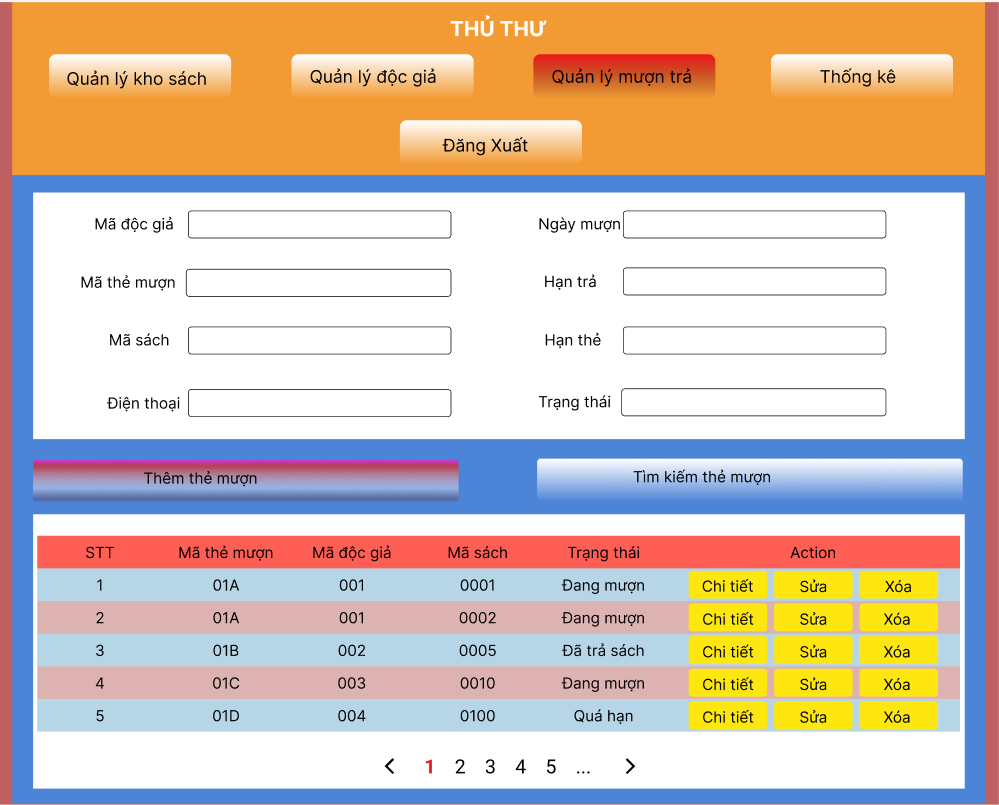 THỦ THƯ
Quản lý kho sách Quản lý độc giả Quản lý mượn trả Thống kê
Đăng Xuất
Mã độc giả Ngày mượn
Mã thẻ mượn Hạn trả
Mã sách Hạn thẻ
Điện thoại Trạng thái
Thêm thẻ mượn Tìm kiếm thẻ mượn
STT Mã thẻ mượn Mã độc giả Mã sách Trạng thái Action
1 01A 001 0001 Đang mượn Chi tiết Sửa Xóa
2 01A 001 0002 Đang mượn Chi tiết Sửa Xóa
3 01B 002 0005 Đã trả sách Chi tiết Sửa Xóa
4 01C 003 0010 Đang mượn Chi tiết Sửa Xóa
5 01D 004 0100 Quá hạn Chi tiết Sửa Xóa
1 2 3 4 5 ...